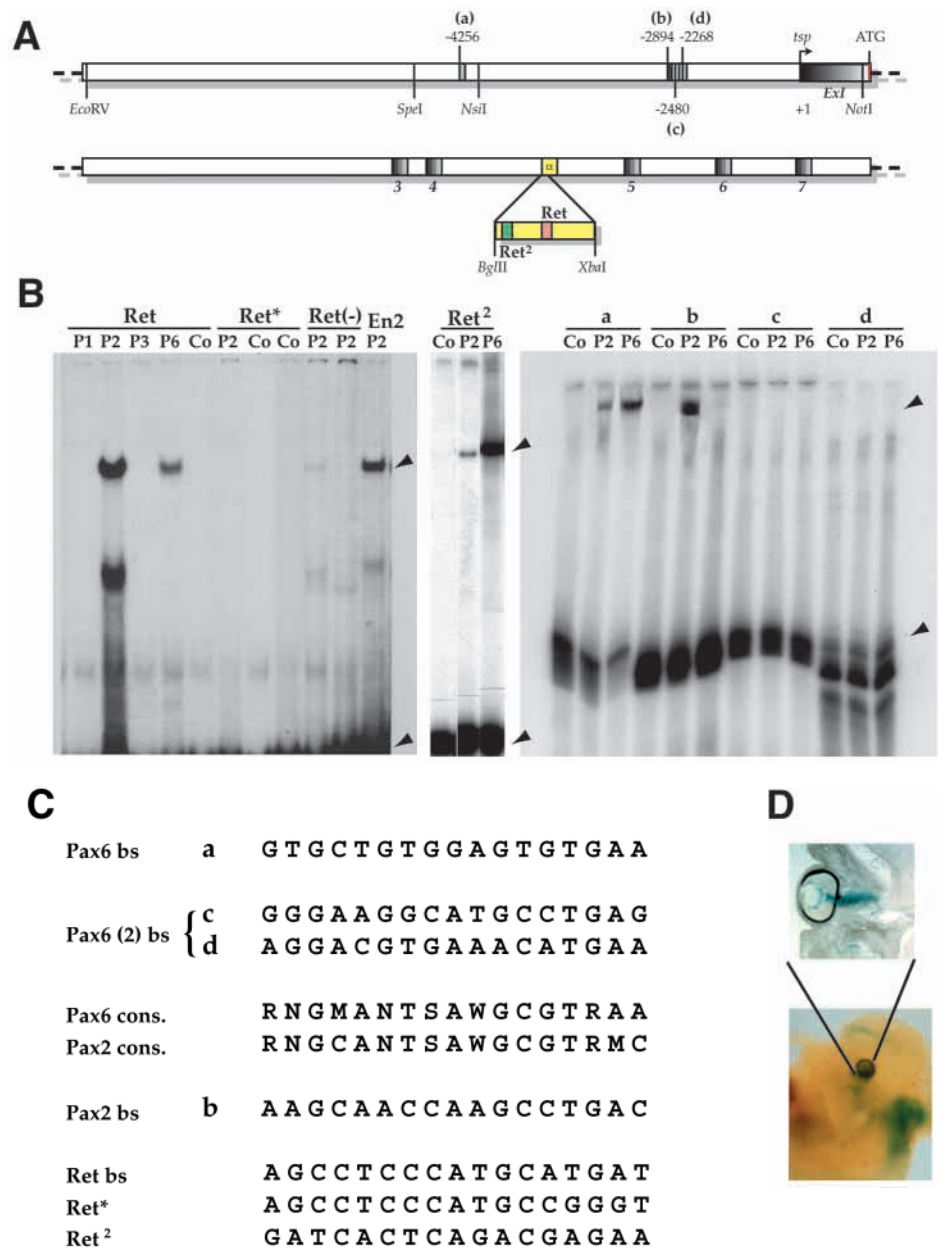 A
(a) (b) (d)
-4256 -2894 -2268 tsp ATG
EcoRV SpeI NsiI -2480 +1 ExI NotI
(c)
α
3 4 5 6 7
Ret
Ret²
BglII XbaI
B
Ret Ret* Ret(-) En2 Ret² a b c d
P1 P2 P3 P6 Co P2 Co Co P2 P2 P2 Co P2 P6 Co P2 P6 Co P2 P6 Co P2 P6 Co P2 P6
C
D
Pax6 bs a GTGCTGTGGAGTGTGAA
Pax6 (2) bs { c GGGAAGGCATGCCTGAG
d AGGACGTGAAACATGAA
Pax6 cons. RNGMANTSAWGCGTRAA
Pax2 cons. RNGCANTSAWGCGTRMC
Pax2 bs b AAGCAACCAAGCCTGAC
Ret bs AGCCTCCCATGCATGAT
Ret* AGCCTCCCATGCCGGGT
Ret ² GATCACTCAGACGAGAA